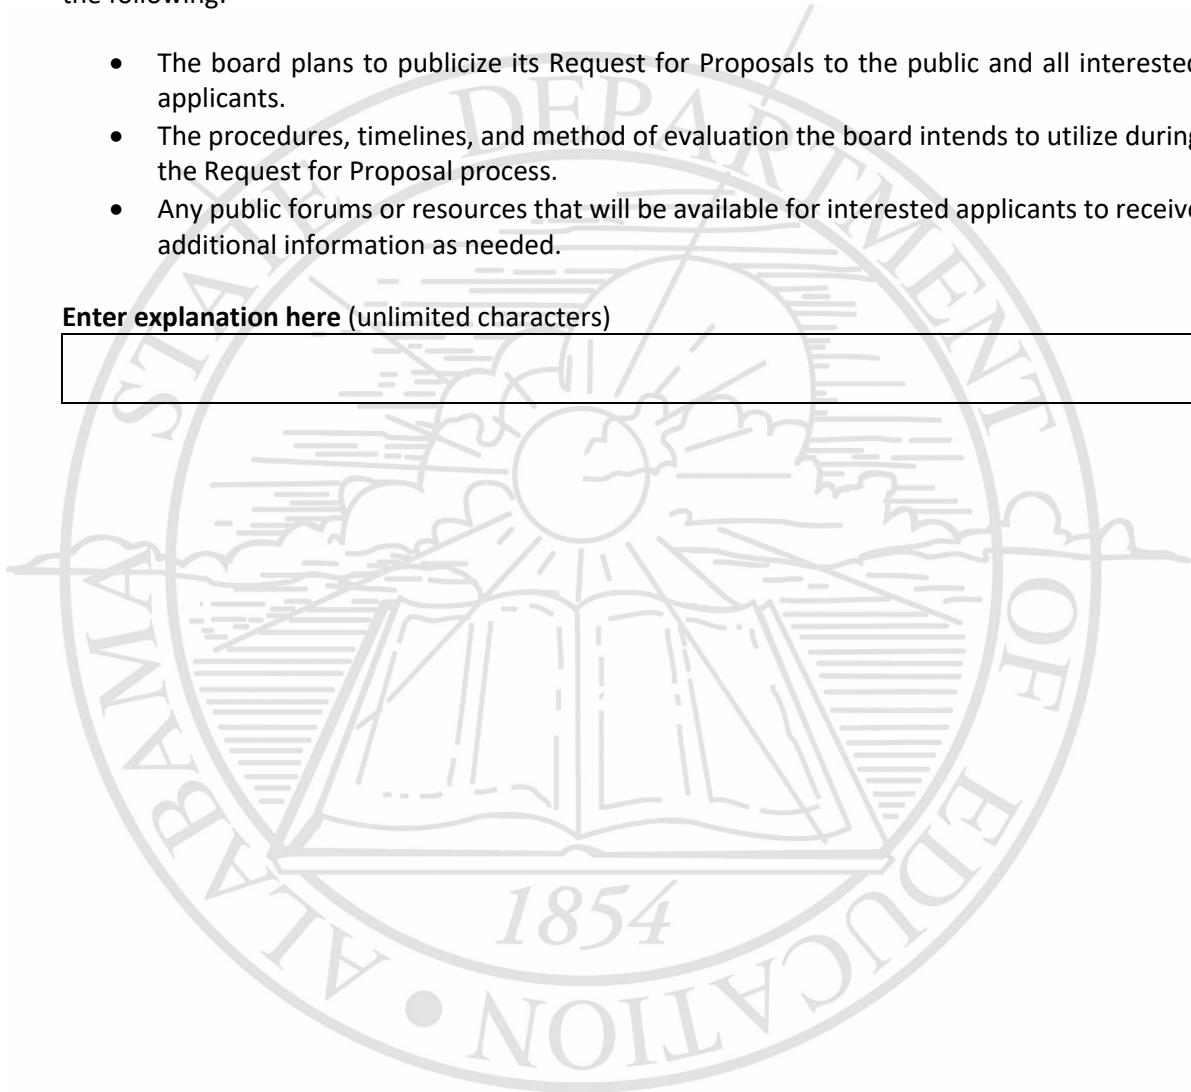 the following:
• The board plans to publicize its Request for Proposals to the public and all interested
applicants.
• The procedures, timelines, and method of evaluation the board intends to utilize during
the Request for Proposal process.
• Any public forums or resources that will be available for interested applicants to receive
additional information as needed.
Enter explanation here (unlimited characters)
ALABAMA STATE DEPARTMENT OF EDUCATION •
1854